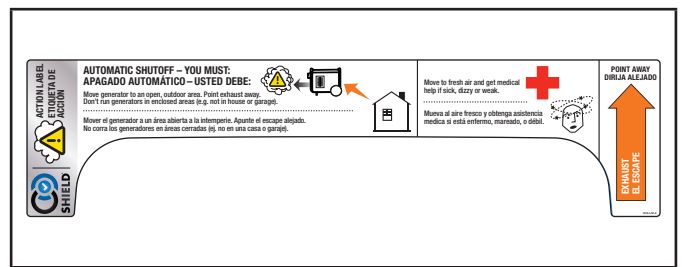 ACTION LABEL
ETIQUETA DE
ACCIÓN
SHIELD
AUTOMATIC SHUTOFF – YOU MUST:
APAGADO AUTOMÁTICO – USTED DEBE:
Move generator to an open, outdoor area. Point exhaust away.
Don't run generators in enclosed areas (e.g. not in house or garage).
Mover el generador a un área abierta a la intemperie. Apunte el escape alejado.
No corra los generadores en áreas cerradas (ej. no en una casa o garaje).
Move to fresh air and get medical
help if sick, dizzy or weak.
Mueva al aire fresco y obtenga asistencia
medica si está enfermo, mareado, o débil.
POINT AWAY
DIRIJA ALEJADO
EXHAUST
EL ESCAPE